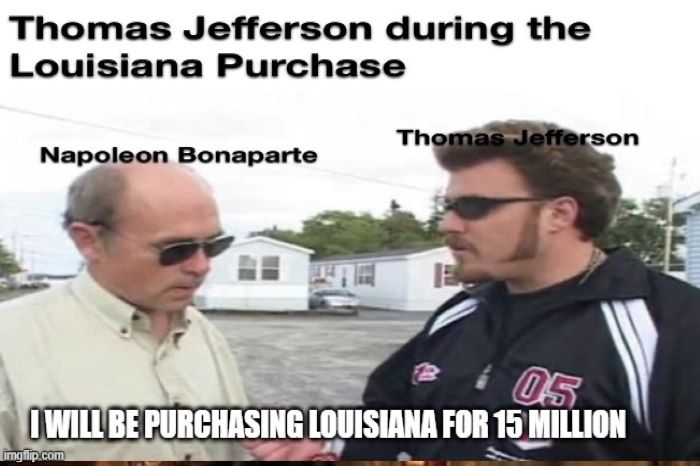 Thomas Jefferson during the
Louisiana Purchase
Thomas Jefferson
Napoleon Bonaparte
05
I WILL BE PURCHASING LOUISIANA FOR 15 MILLION
imgflip.com